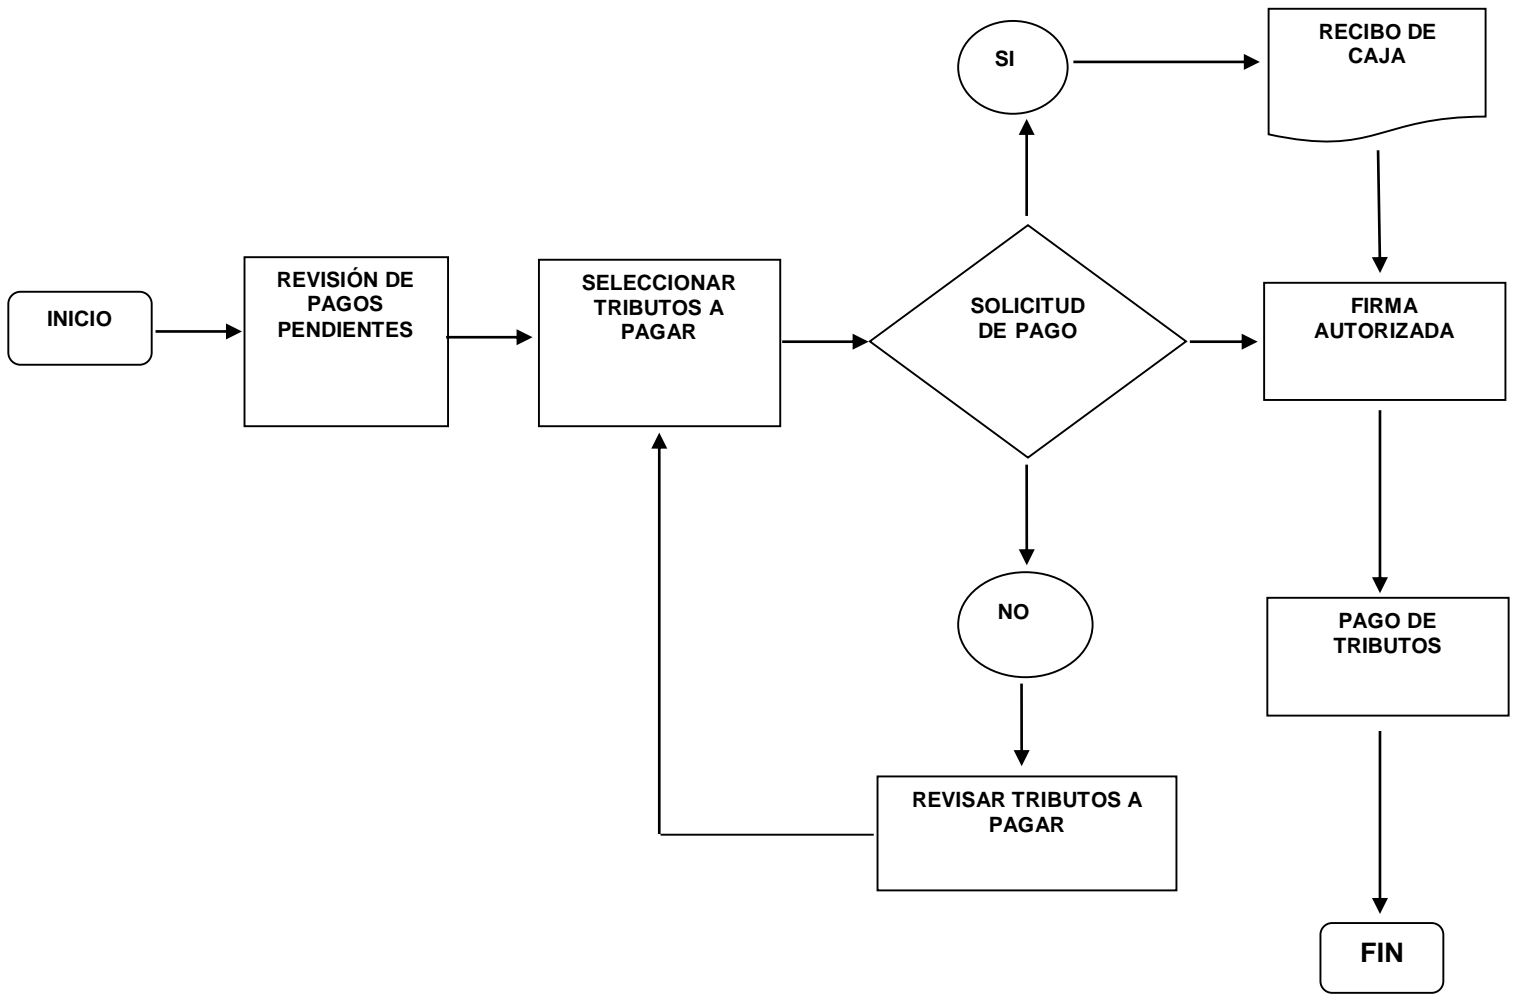 SI
RECIBO DE
CAJA
INICIO
REVISIÓN DE
PAGOS
PENDIENTES
SELECCIONAR
TRIBUTOS A
PAGAR
SOLICITUD
DE PAGO
FIRMA
AUTORIZADA
NO
PAGO DE
TRIBUTOS
REVISAR TRIBUTOS A
PAGAR
FIN